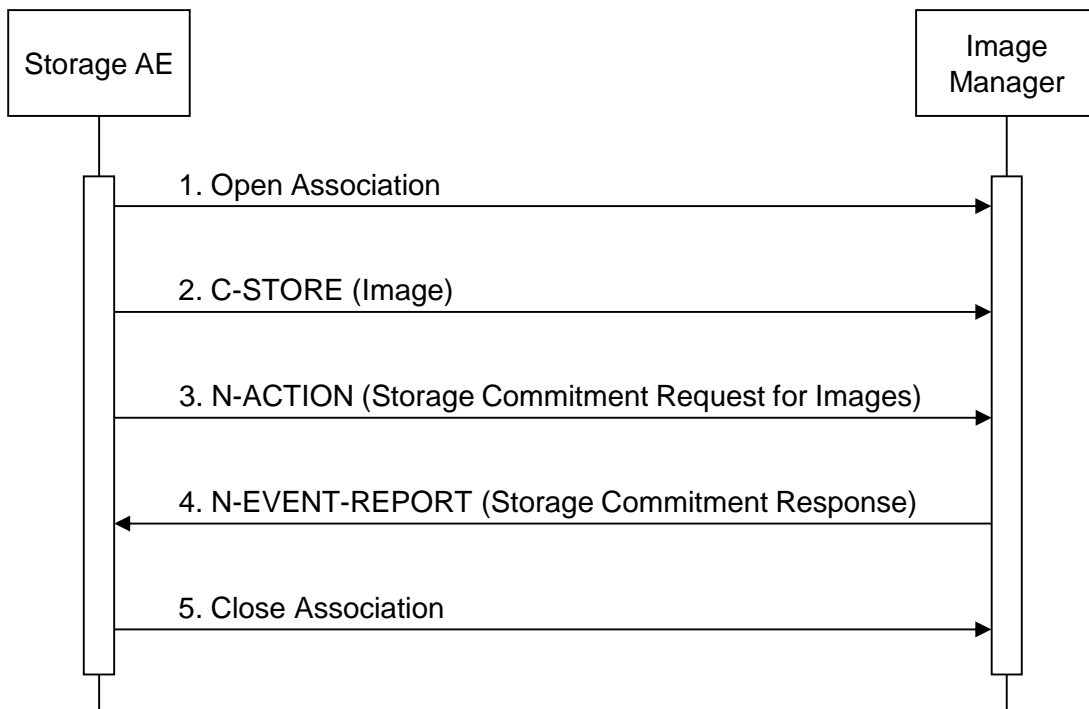 Storage AE
Image
Manager
1. Open Association
2. C-STORE (Image)
3. N-ACTION (Storage Commitment Request for Images)
4. N-EVENT-REPORT (Storage Commitment Response)
5. Close Association